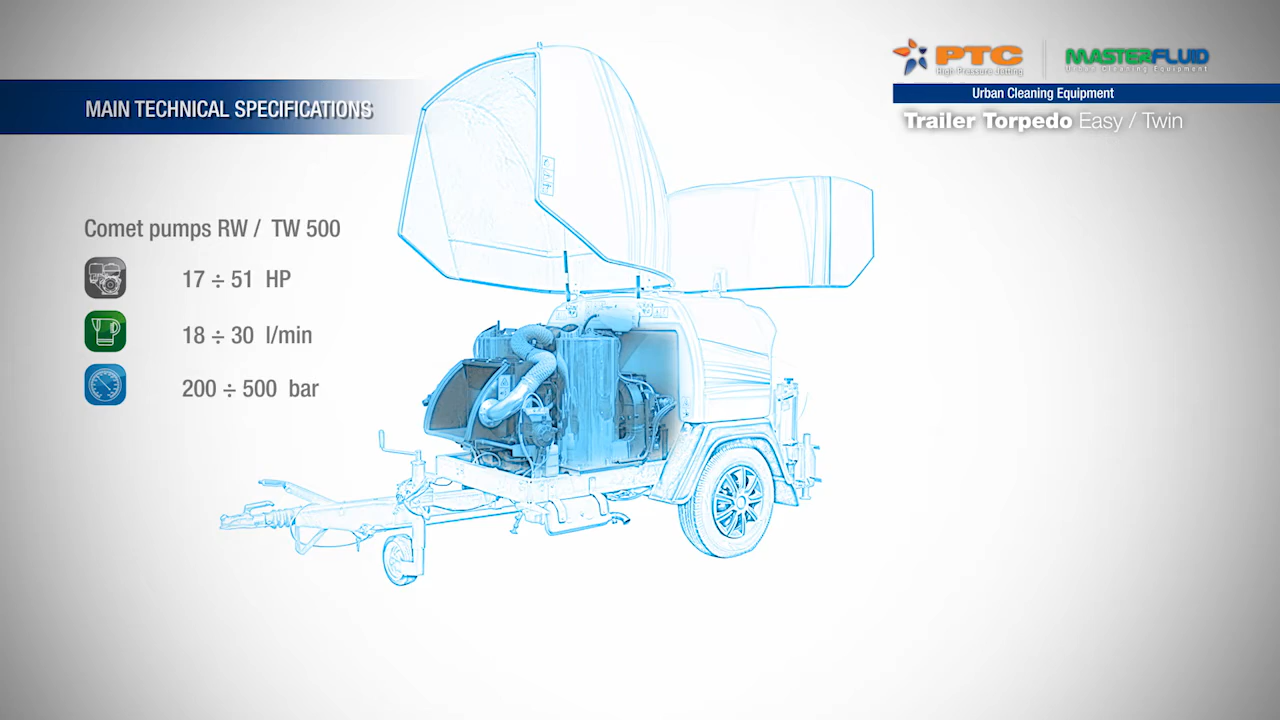 PTC
High Pressure Jetting
MASTERFLUID
Urban Cleaning Equipment
Urban Cleaning Equipment
Trailer Torpedo Easy / Twin
MAIN TECHNICAL SPECIFICATIONS
Comet pumps RW / TW 500
17 ÷ 51 HP
18 ÷ 30 l/min
200 ÷ 500 bar